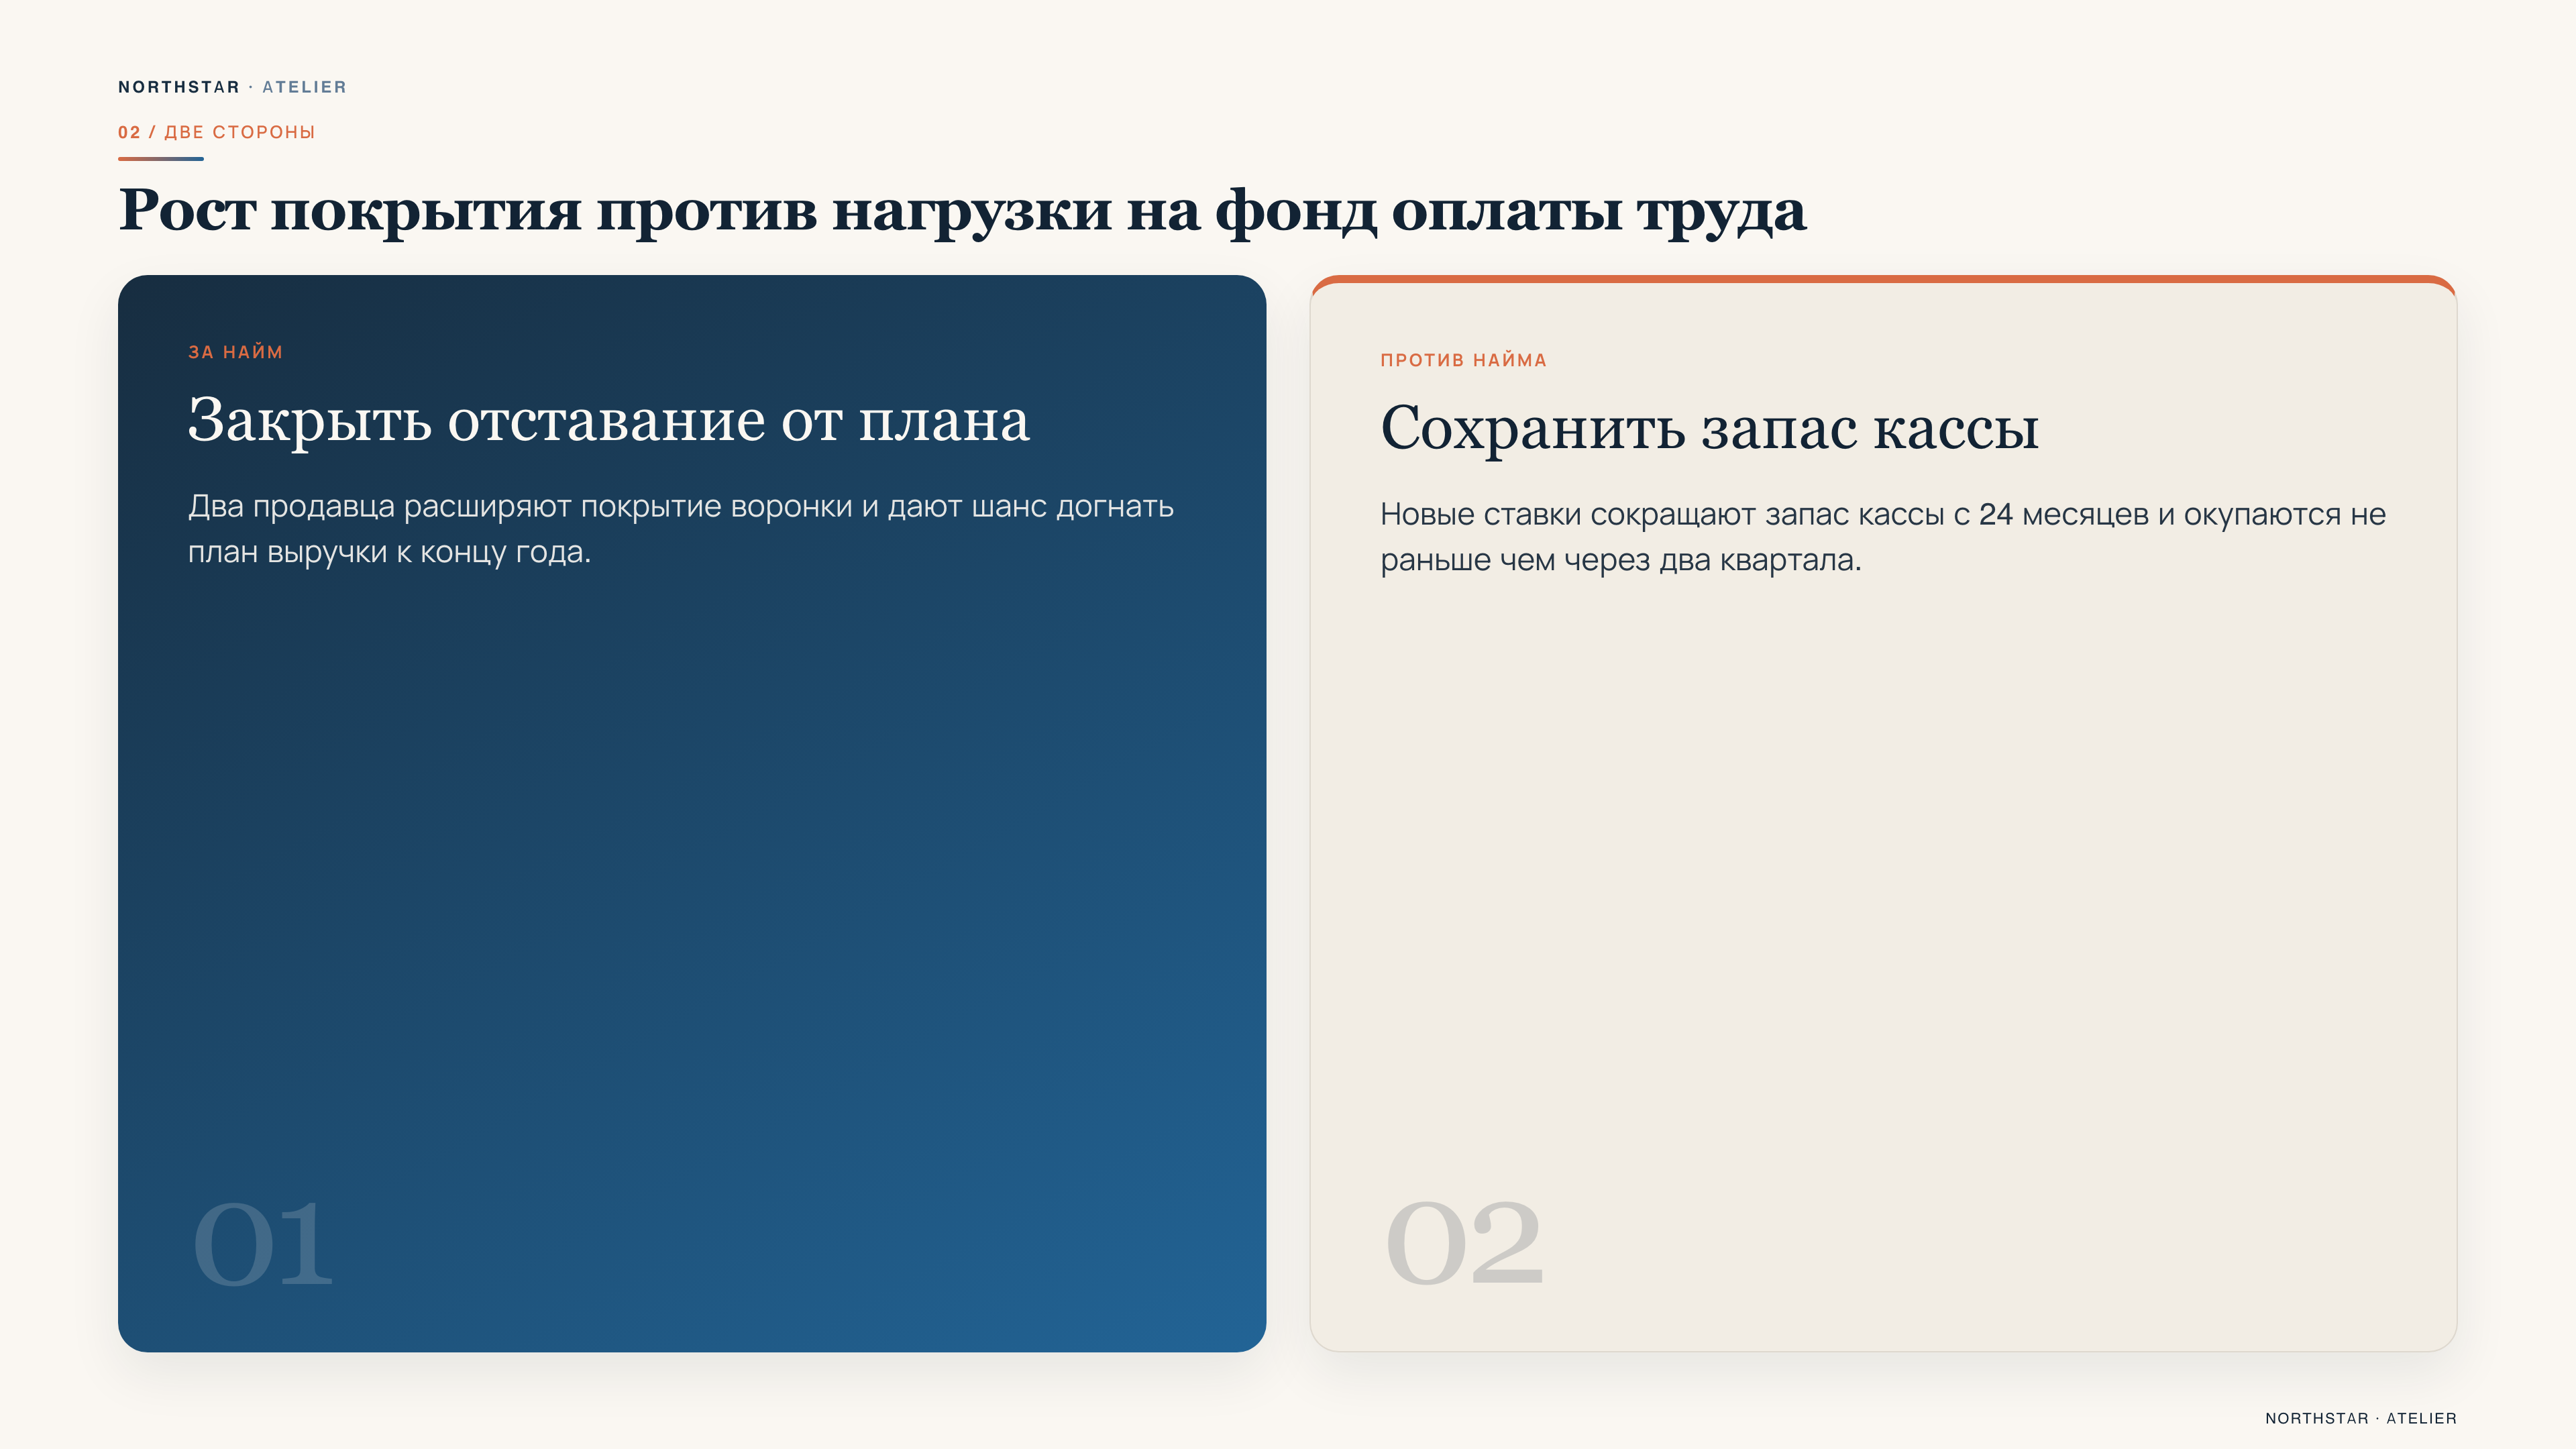 NORTHSTAR · ATELIER
02 / ДВЕ СТОРОНЫ
Рост покрытия против нагрузки на фонд оплаты труда
ЗА НАЙМ
Закрыть отставание от плана
Два продавца расширяют покрытие воронки и дают шанс догнать
план выручки к концу года.
01
ПРОТИВ НАЙМА
Сохранить запас кассы
Новые ставки сокращают запас кассы с 24 месяцев и окупаются не
раньше чем через два квартала.
02
NORTHSTAR · ATELIER